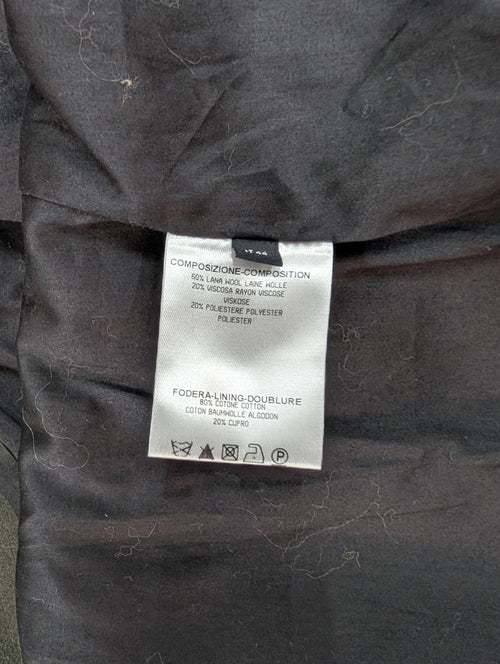 COMPOSIZIONE-COMPOSITION
60% LANA WOOL LAINE WOLLE
20% VISCOSA RAYON VISCOSE
VISKOSE
20% POLIESTERE POLYESTER
POLIESTER
FODERA-LINING-DOUBLURE
80% COTONE COTTON
COTON BAUMWOLLE ALGODON
20% CUPRO
P